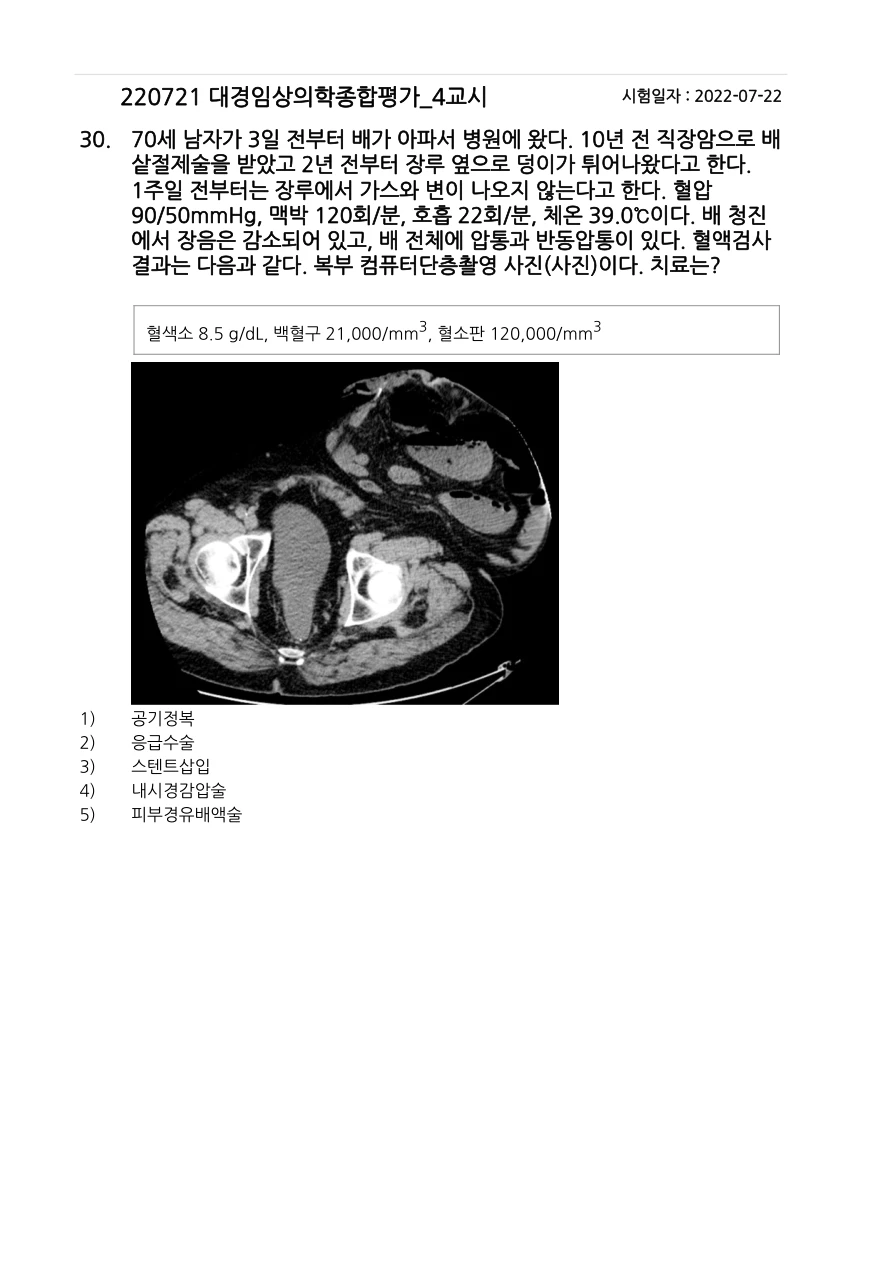 220721 대경임상의학종합평가_4교시
시험일자 : 2022-07-22
30. 70세 남자가 3일 전부터 배가 아파서 병원에 왔다. 10년 전 직장암으로 배
샅절제술을 받았고 2년 전부터 장루 옆으로 덩이가 튀어나왔다고 한다.
1주일 전부터는 장루에서 가스와 변이 나오지 않는다고 한다. 혈압
90/50mmHg, 맥박 120회/분, 호흡 22회/분, 체온 39.0℃이다. 배 청진
에서 장음은 감소되어 있고, 배 전체에 압통과 반동압통이 있다. 혈액검사
결과는 다음과 같다. 복부 컴퓨터단층촬영 사진(사진)이다. 치료는?
혈색소 8.5 g/dL, 백혈구 21,000/mm³, 혈소판 120,000/mm³
1) 공기정복
2) 응급수술
3) 스텐트삽입
4) 내시경감압술
5) 피부경유배액술